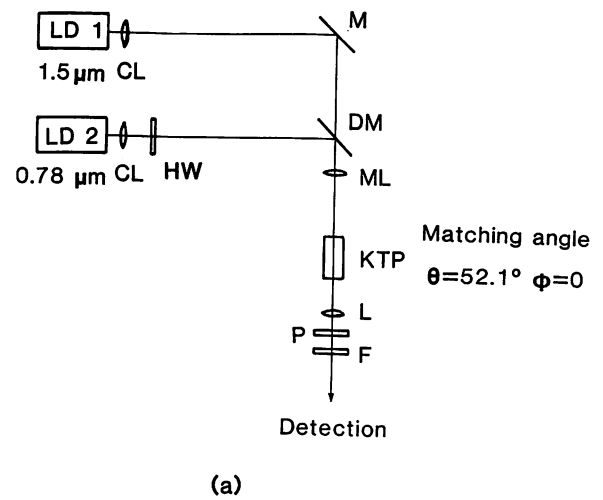 LD 1
M
1.5 μm CL
LD 2
DM
0.78 μm CL HW
ML
Matching angle
KTP
θ=52.1° Φ=0
L
P
F
Detection
(a)